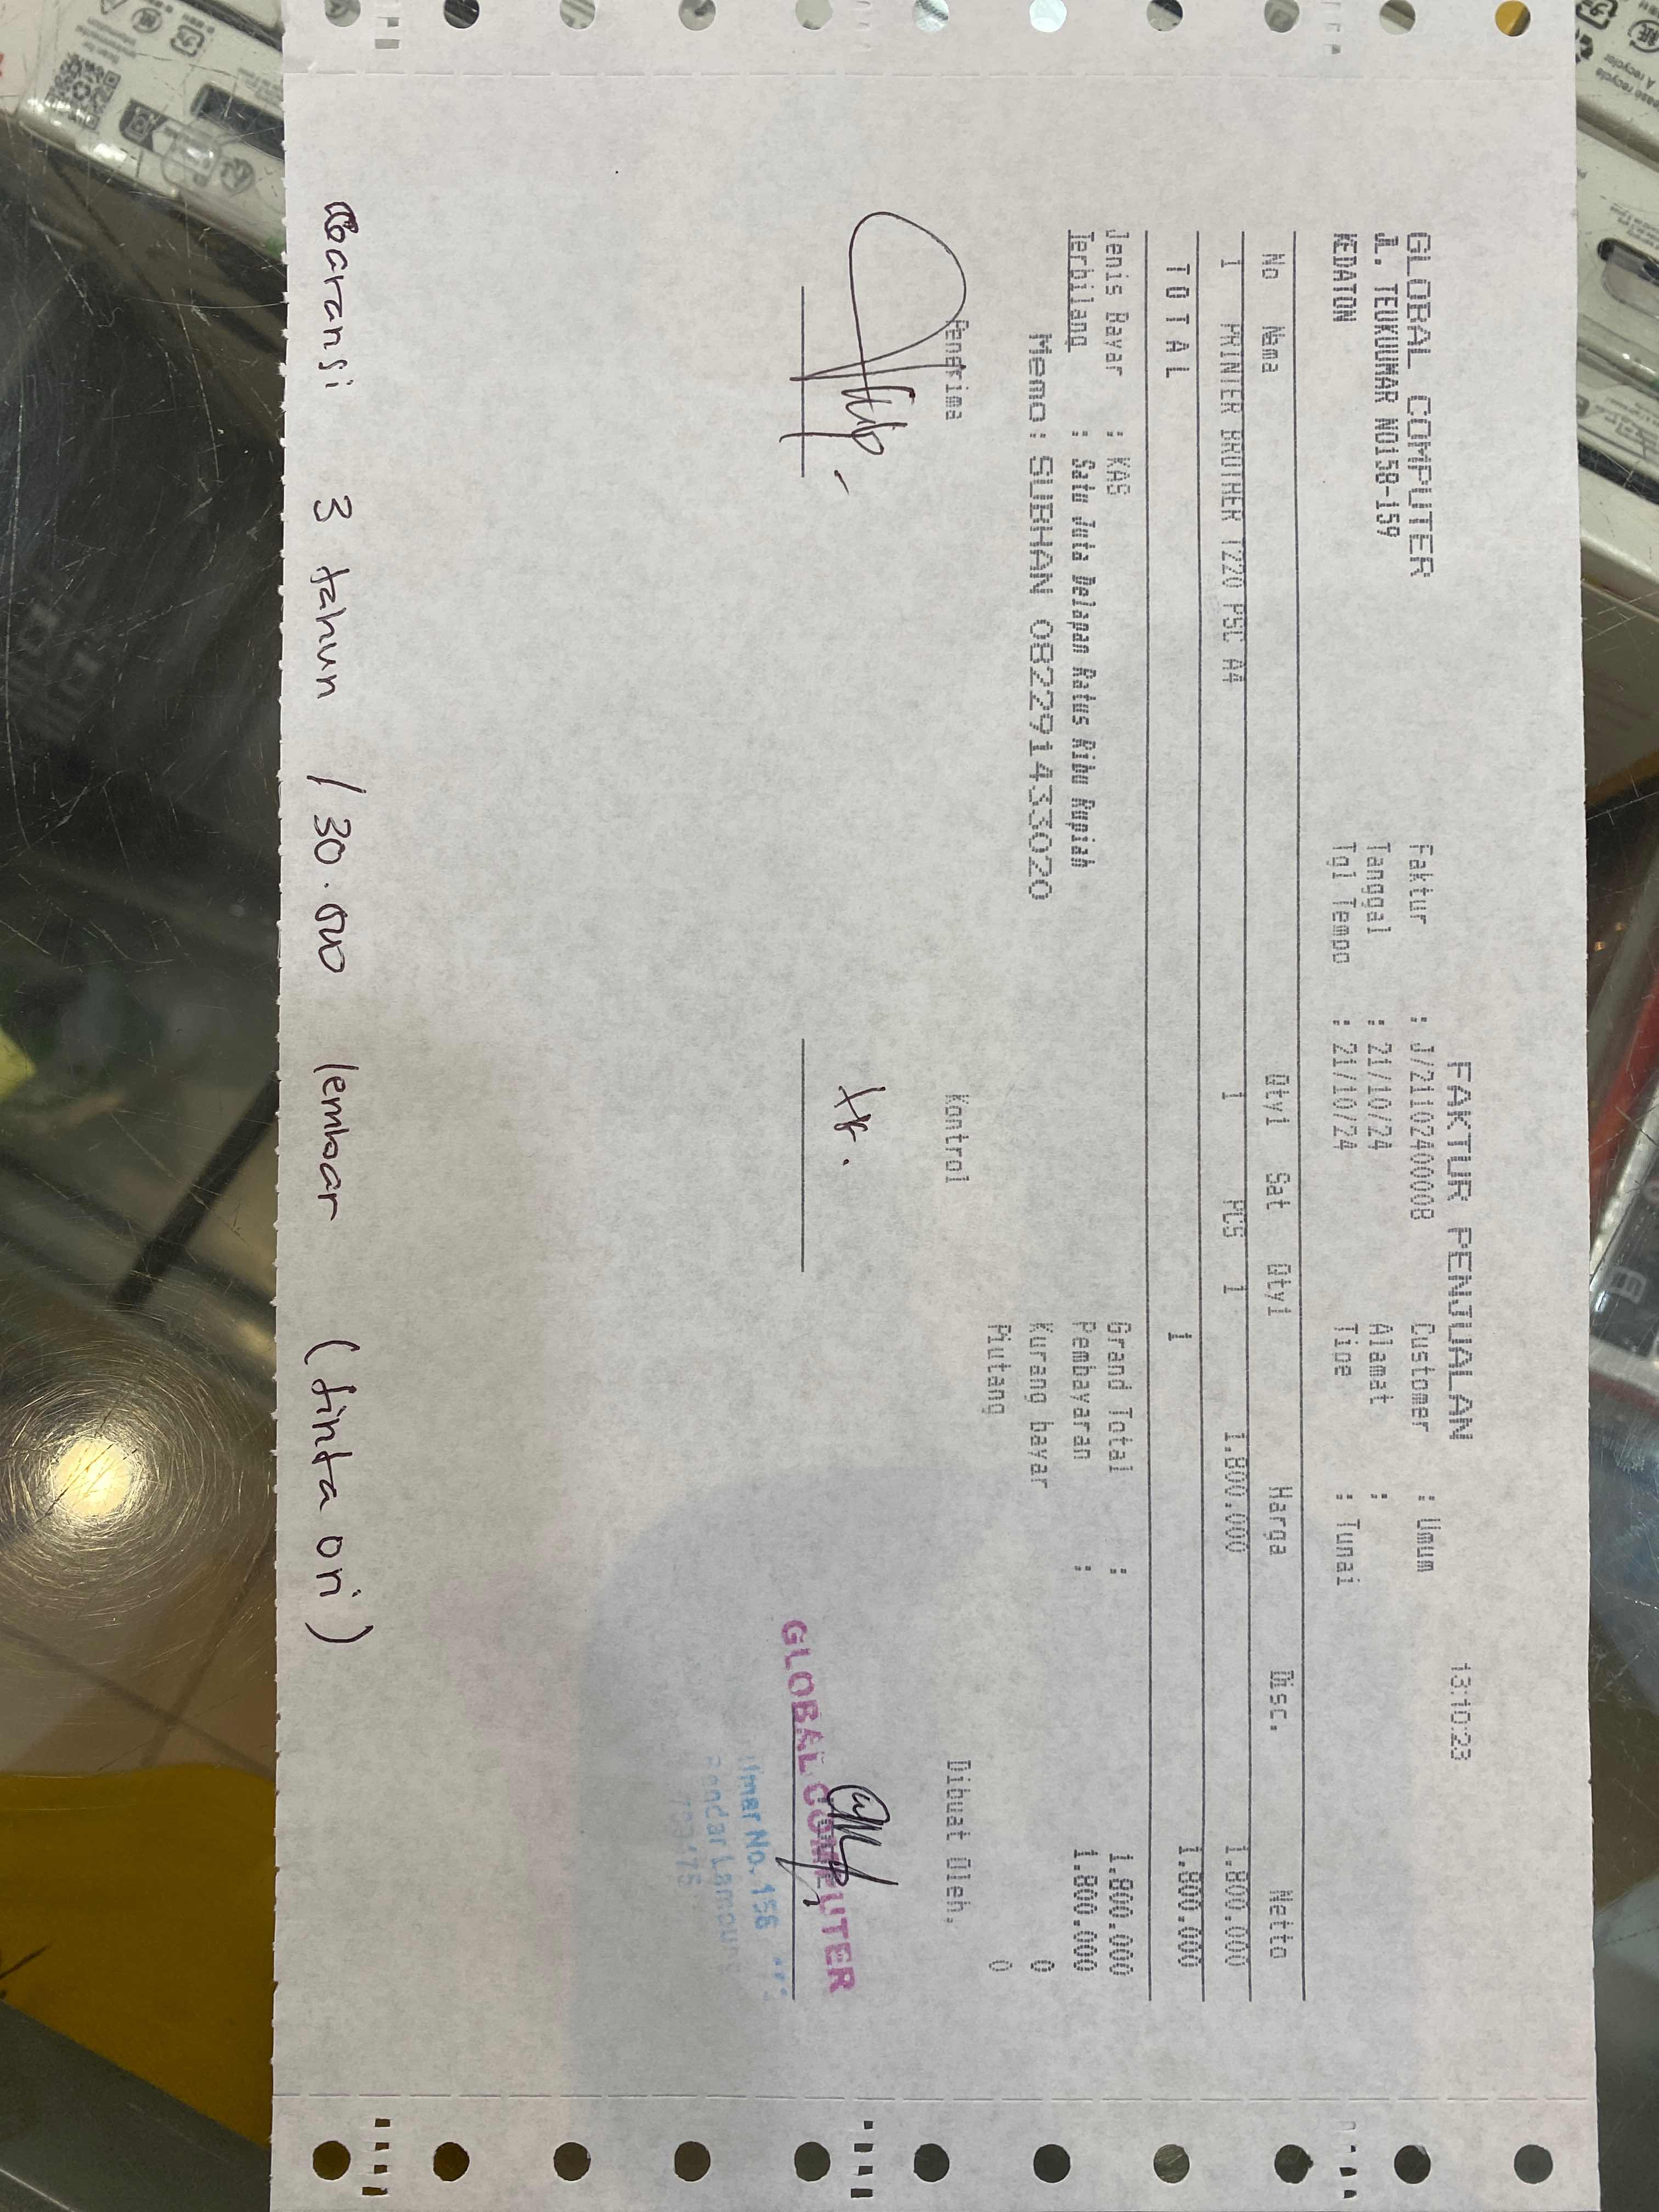 FAKTUR PENJUALAN 13:10:23
GLOBAL COMPUTER Faktur : J/21102400008 Customer : Umum
JL. TEUKUUMAR NO158-159 Tanggal : 21/10/24 Alamat :
KEDATON Tgl Tempo : 21/10/24 Tipe : Tunai
No Nama Qty1 Sat Qty1 Harga Disc. Netto
1 PRINTER BROTHER T220 PSC A4 1 PCS 1 1.800.000 1.800.000
T O T A L 1 1.800.000
Jenis Bayar : KAS Grand Total : 1.800.000
Terbilang : Satu Juta Delapan Ratus Ribu Rupiah Pembayaran : 1.800.000
Memo : SUBHAN 082291433020 Kurang bayar 0
Piutang 0
Penerima Kontrol Dibuat Oleh,
GLOBAL COMPUTER
Umar No. 158
Bandar Lampung
Garansi 3 tahun / 30.000 lembar (tinta ori)